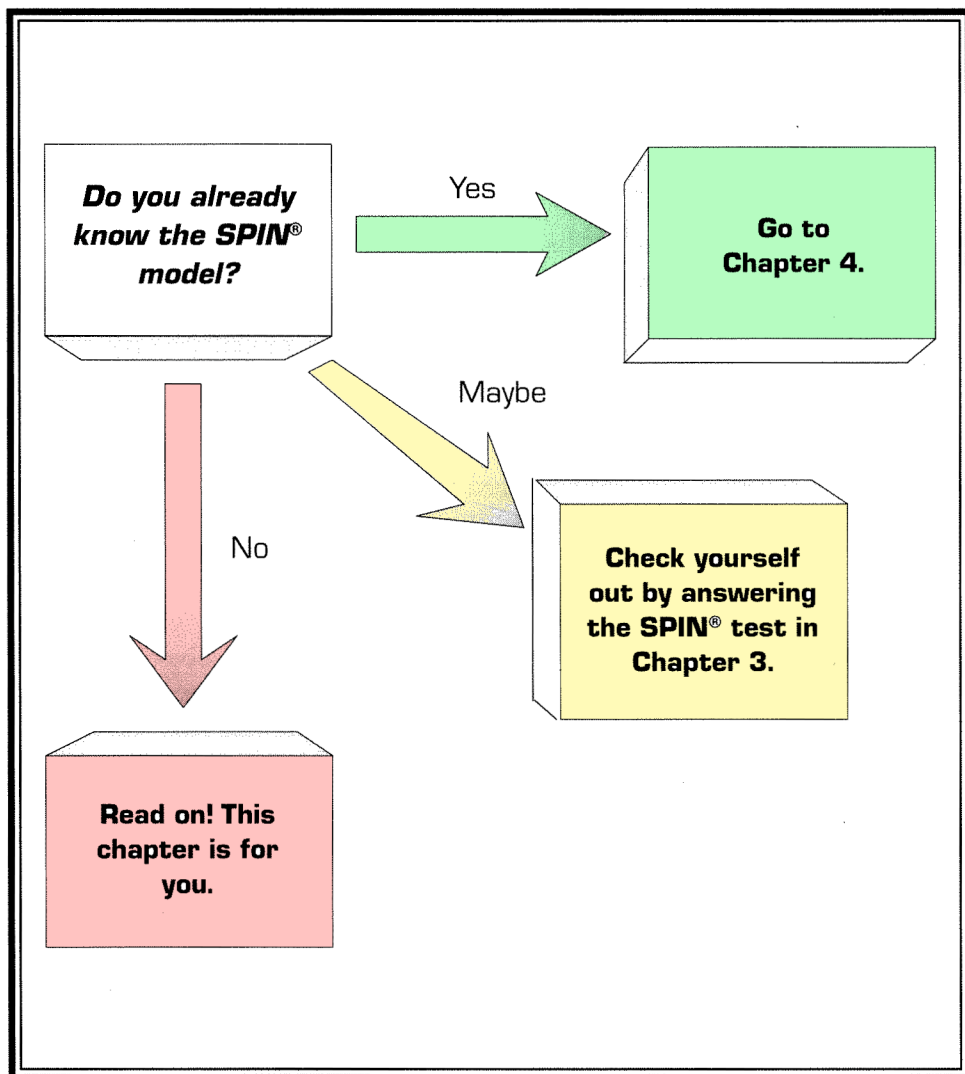 Do you already
know the SPIN®
model?
Yes
Go to
Chapter 4.
Maybe
Check yourself
out by answering
the SPIN® test in
Chapter 3.
No
Read on! This
chapter is for
you.